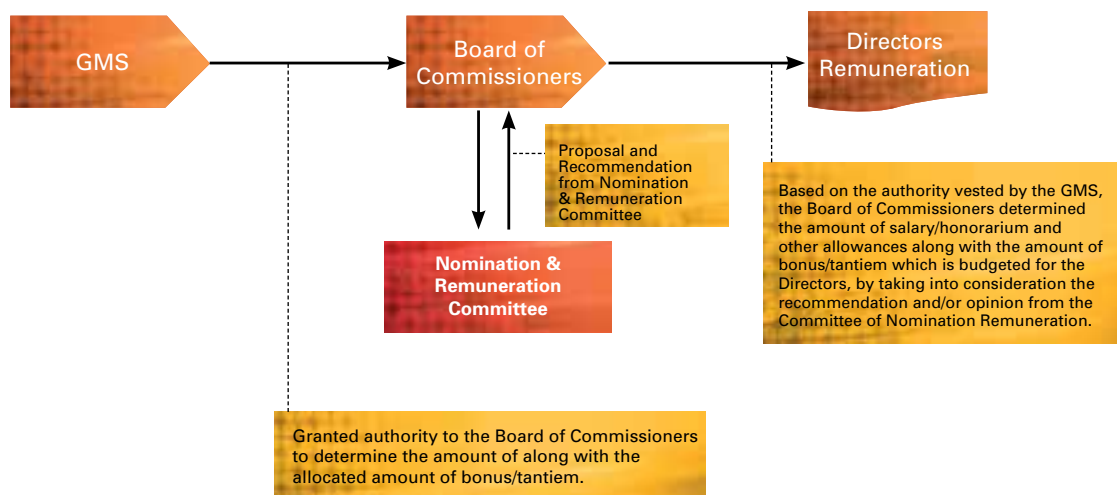 GMS
Board of
Commissioners
Directors
Remuneration
Proposal and
Recommendation
from Nomination
& Remuneration
Committee
Based on the authority vested by the GMS,
the Board of Commissioners determined
the amount of salary/honorarium and
other allowances along with the amount of
bonus/tantiem which is budgeted for the
Directors, by taking into consideration the
recommendation and/or opinion from the
Committee of Nomination Remuneration.
Nomination &
Remuneration
Committee
Granted authority to the Board of Commissioners
to determine the amount of along with the
allocated amount of bonus/tantiem.